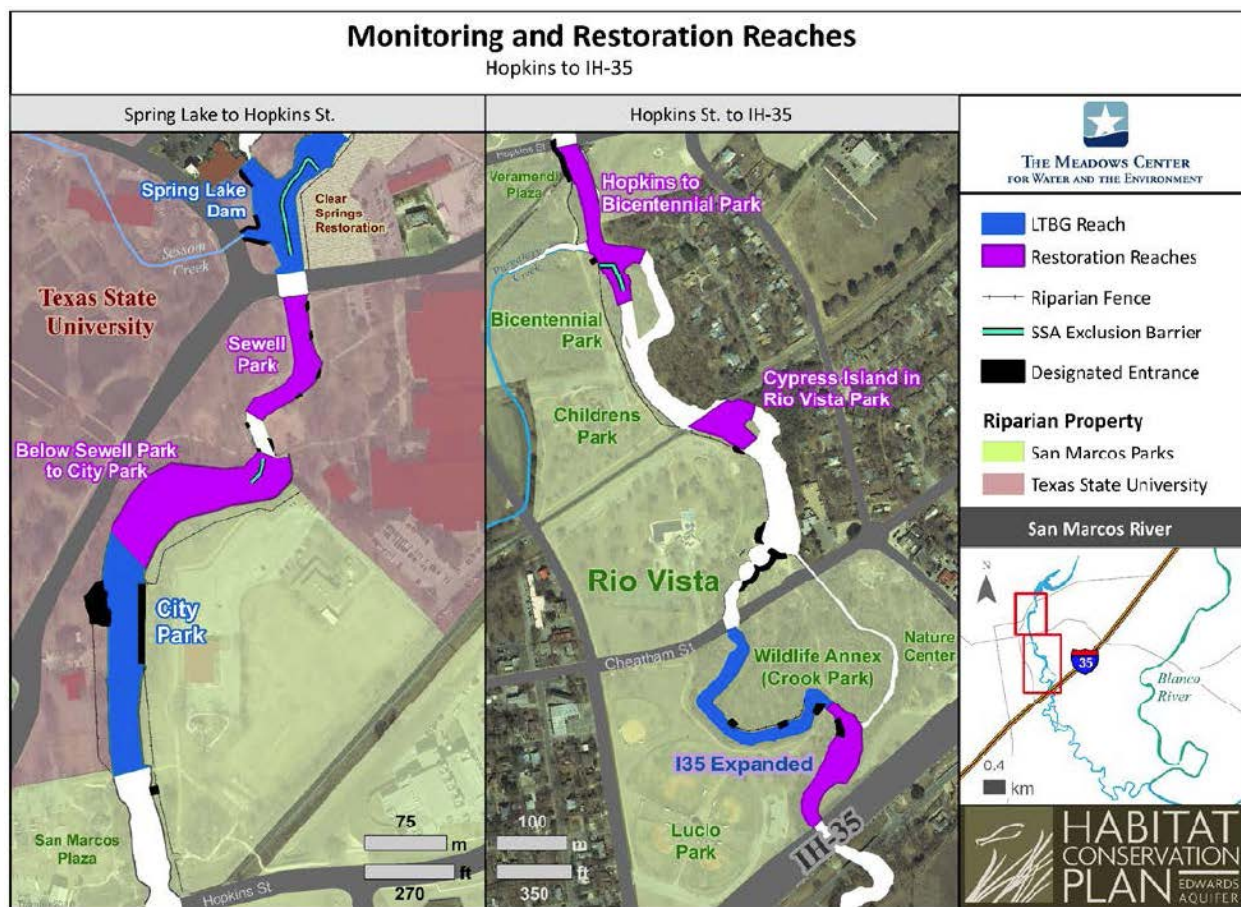 Monitoring and Restoration Reaches
Hopkins to IH-35
Spring Lake to Hopkins St.
Spring Lake
Dam
Clear
Springs
Restoration
Sessom
Creek
Texas State
University
Sewell
Park
Below Sewell Park
to City Park
City
Park
San Marcos
Plaza
Hopkins St
75
m
ft
270
Hopkins St. to IH-35
Hopkins St
Veramendi
Plaza
Hopkins to
Bicentennial Park
Purgatory
Creek
Bicentennial
Park
Cypress Island in
Rio Vista Park
Childrens
Park
Rio Vista
Cheatham St
Wildlife Annex
(Crook Park)
Nature
Center
I35 Expanded
Lucio
Park
IH-35
100
m
ft
350
THE MEADOWS CENTER
FOR WATER AND THE ENVIRONMENT
LTBG Reach
Restoration Reaches
Riparian Fence
SSA Exclusion Barrier
Designated Entrance
Riparian Property
San Marcos Parks
Texas State University
San Marcos River
N
35
Blanco
River
0.4
km
HABITAT
CONSERVATION
PLAN
EDWARDS
AQUIFER